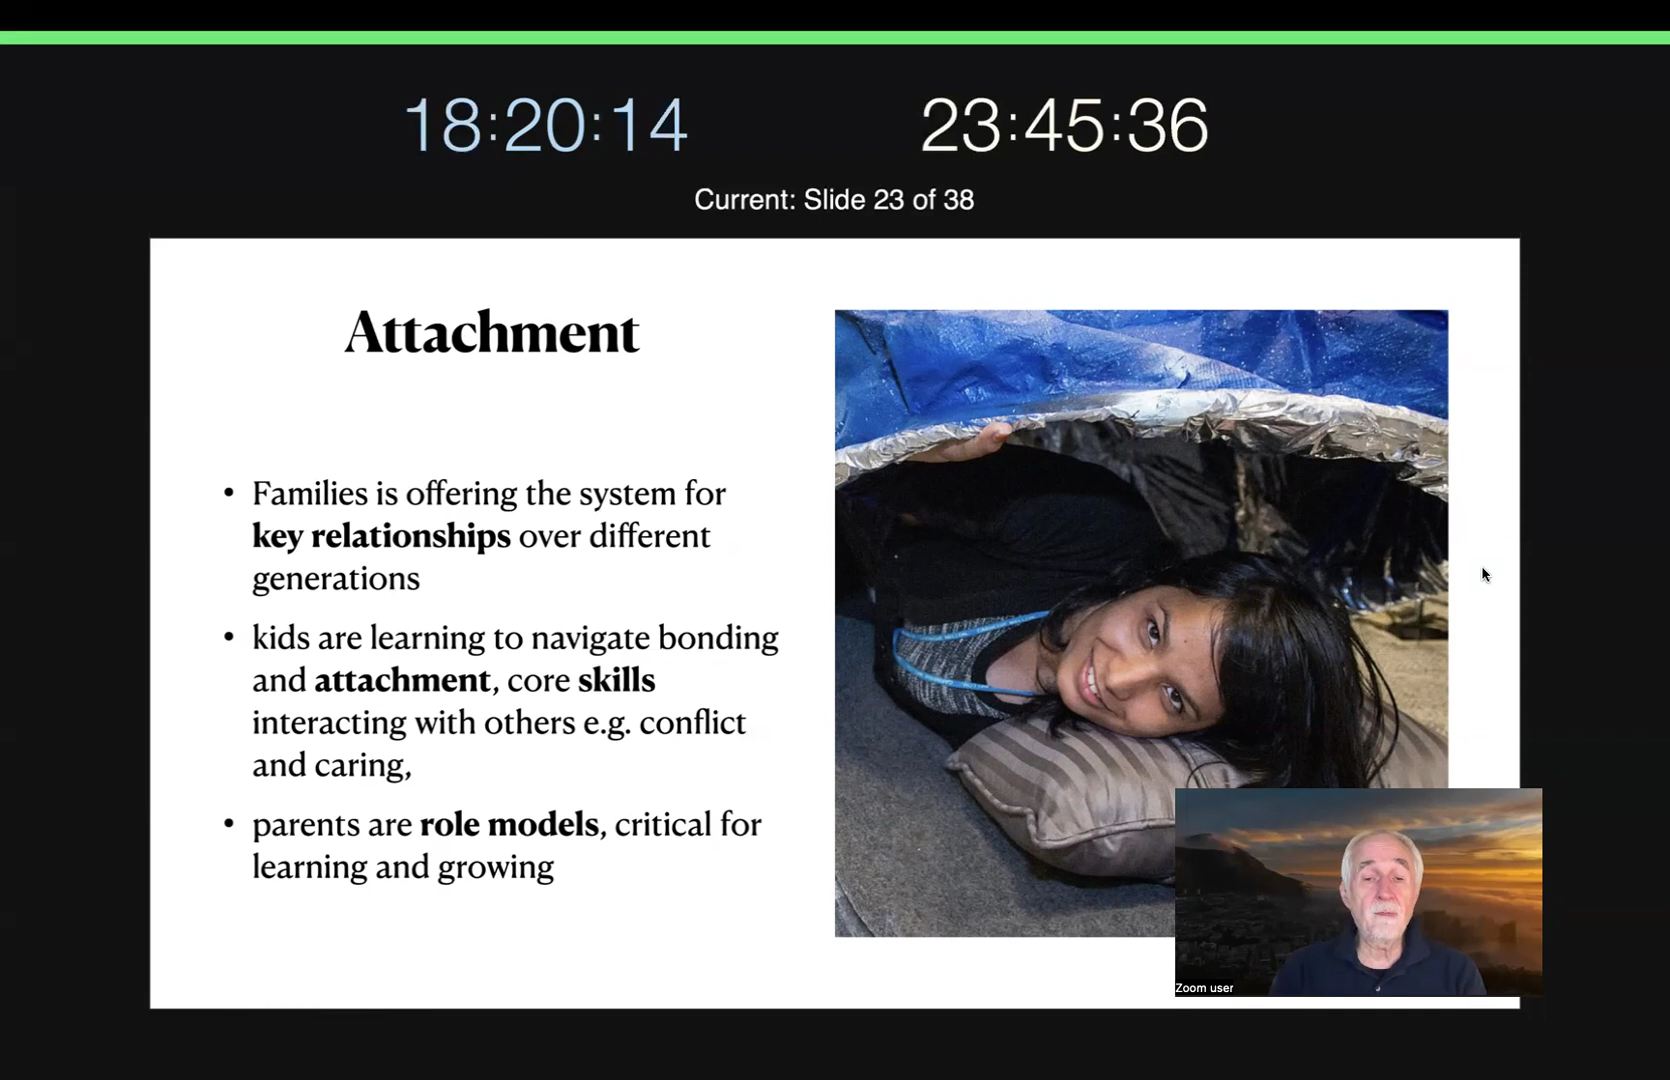 18:20:14 23:45:36
Current: Slide 23 of 38
Attachment
• Families is offering the system for
key relationships over different
generations
• kids are learning to navigate bonding
and attachment, core skills
interacting with others e.g. conflict
and caring,
• parents are role models, critical for
learning and growing
Zoom user